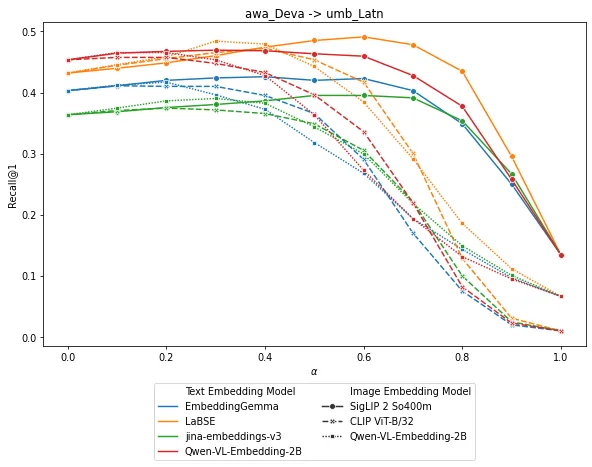 awa_Deva -> umb_Latn
Recall@1
0.5
0.4
0.3
0.2
0.1
0.0
0.0 0.2 0.4 0.6 0.8 1.0
α
Text Embedding Model Image Embedding Model
EmbeddingGemma SigLIP 2 So400m
LaBSE CLIP ViT-B/32
jina-embeddings-v3 Qwen-VL-Embedding-2B
Qwen-VL-Embedding-2B